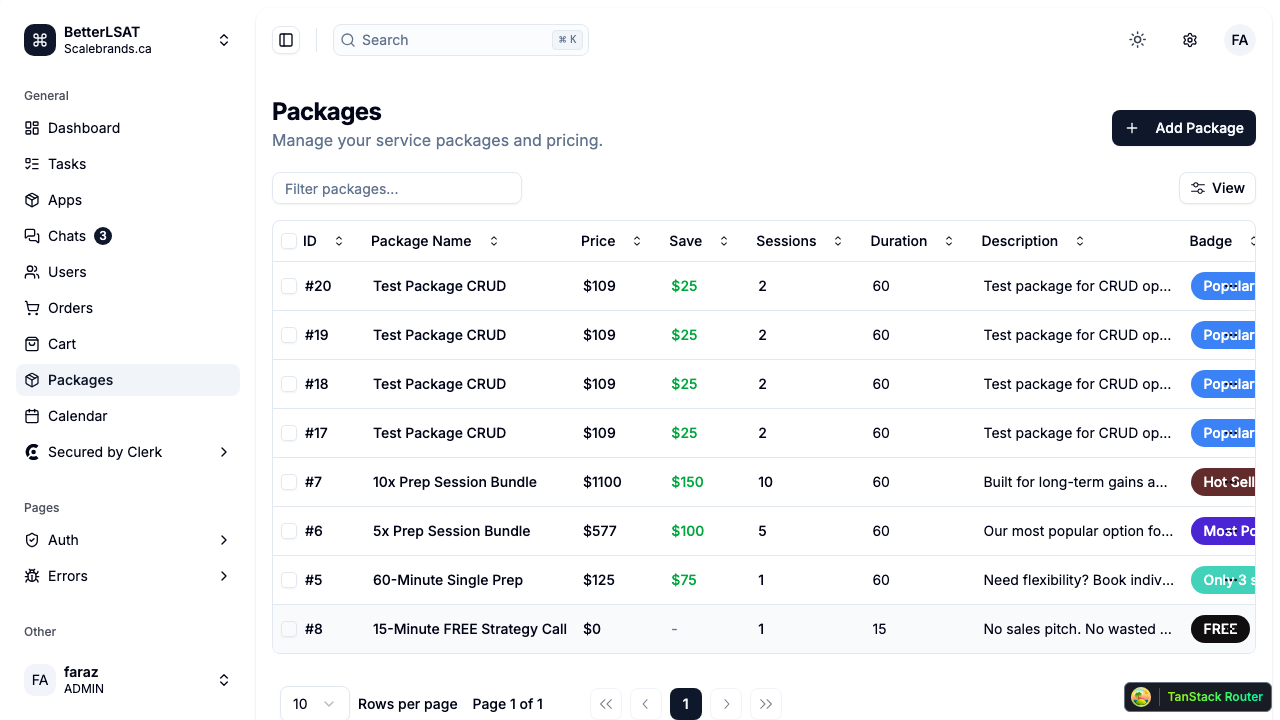 BetterLSAT
Scalebrands.ca
Search
⌘ K
FA
General
Dashboard
Tasks
Apps
Chats 3
Users
Orders
Cart
Packages
Calendar
Secured by Clerk
Pages
Auth
Errors
Other
FA
faraz
ADMIN
Packages
Manage your service packages and pricing.
Add Package
Filter packages...
View
ID Package Name Price Save Sessions Duration Description Badge
#20 Test Package CRUD $109 $25 2 60 Test package for CRUD op... Popular
#19 Test Package CRUD $109 $25 2 60 Test package for CRUD op... Popular
#18 Test Package CRUD $109 $25 2 60 Test package for CRUD op... Popular
#17 Test Package CRUD $109 $25 2 60 Test package for CRUD op... Popular
#7 10x Prep Session Bundle $1100 $150 10 60 Built for long-term gains a... Hot Sell
#6 5x Prep Session Bundle $577 $100 5 60 Our most popular option fo... Most Po
#5 60-Minute Single Prep $125 $75 1 60 Need flexibility? Book indiv... Only 3 s
#8 15-Minute FREE Strategy Call $0 - 1 15 No sales pitch. No wasted ... FREE
10 Rows per page Page 1 of 1 1
TanStack Router